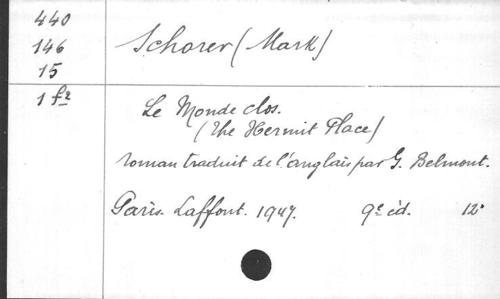 440
146
15
1 f2
Schorer (Mark)
Le Monde clos.
(The Hermit Place)
roman traduit de l'anglais par G. Belmont.
Paris. Laffont. 1947. 9e éd. 12°